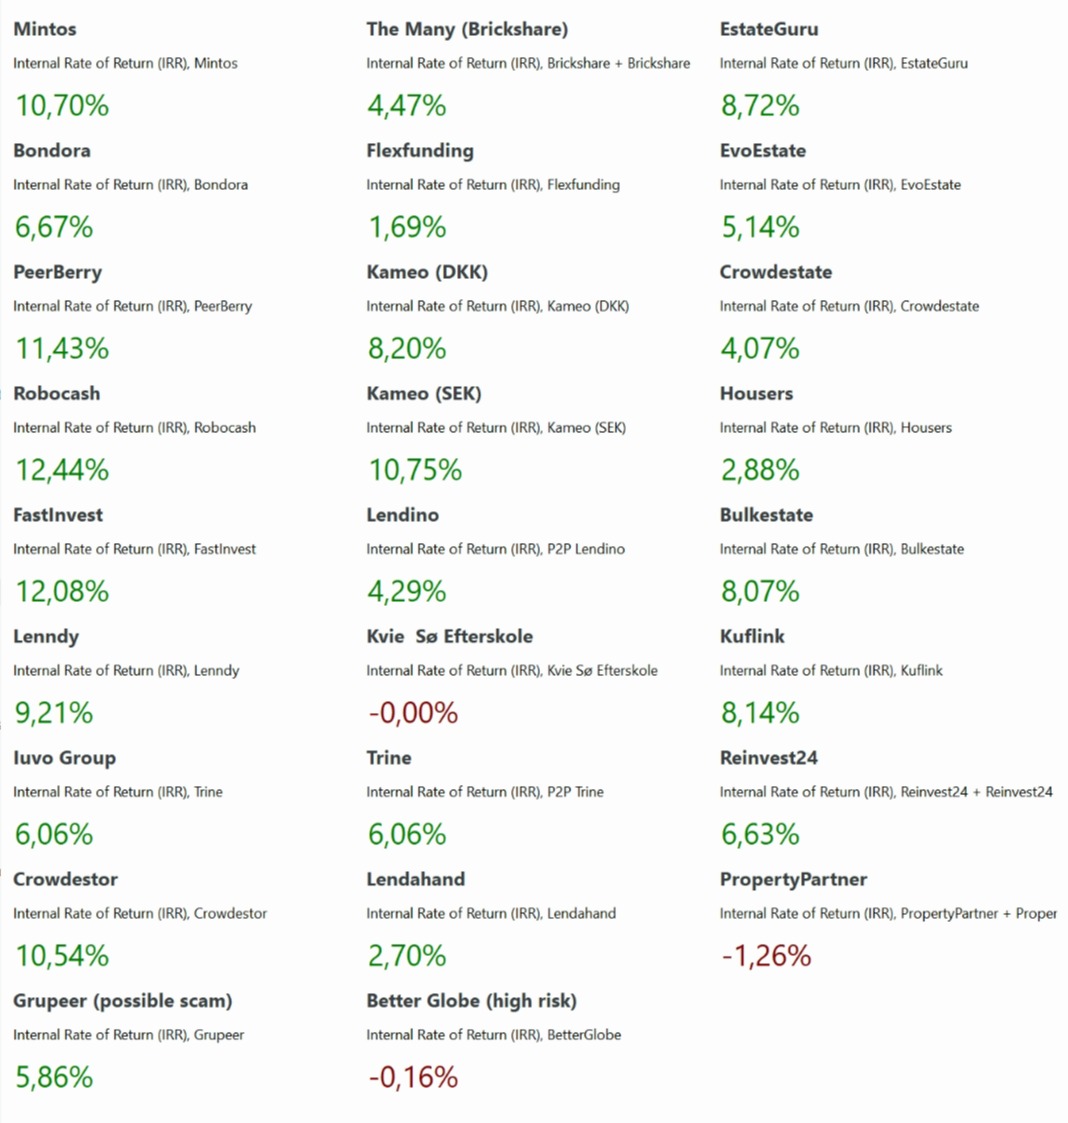 Mintos
Internal Rate of Return (IRR), Mintos
10,70%
Bondora
Internal Rate of Return (IRR), Bondora
6,67%
PeerBerry
Internal Rate of Return (IRR), PeerBerry
11,43%
Robocash
Internal Rate of Return (IRR), Robocash
12,44%
FastInvest
Internal Rate of Return (IRR), FastInvest
12,08%
Lenndy
Internal Rate of Return (IRR), Lenndy
9,21%
Iuvo Group
Internal Rate of Return (IRR), Trine
6,06%
Crowdestor
Internal Rate of Return (IRR), Crowdestor
10,54%
Grupeer (possible scam)
Internal Rate of Return (IRR), Grupeer
5,86%
The Many (Brickshare)
Internal Rate of Return (IRR), Brickshare + Brickshare
4,47%
Flexfunding
Internal Rate of Return (IRR), Flexfunding
1,69%
Kameo (DKK)
Internal Rate of Return (IRR), Kameo (DKK)
8,20%
Kameo (SEK)
Internal Rate of Return (IRR), Kameo (SEK)
10,75%
Lendino
Internal Rate of Return (IRR), P2P Lendino
4,29%
Kvie  Sø Efterskole
Internal Rate of Return (IRR), Kvie Sø Efterskole
-0,00%
Trine
Internal Rate of Return (IRR), P2P Trine
6,06%
Lendahand
Internal Rate of Return (IRR), Lendahand
2,70%
Better Globe (high risk)
Internal Rate of Return (IRR), BetterGlobe
-0,16%
EstateGuru
Internal Rate of Return (IRR), EstateGuru
8,72%
EvoEstate
Internal Rate of Return (IRR), EvoEstate
5,14%
Crowdestate
Internal Rate of Return (IRR), Crowdestate
4,07%
Housers
Internal Rate of Return (IRR), Housers
2,88%
Bulkestate
Internal Rate of Return (IRR), Bulkestate
8,07%
Kuflink
Internal Rate of Return (IRR), Kuflink
8,14%
Reinvest24
Internal Rate of Return (IRR), Reinvest24 + Reinvest24
6,63%
PropertyPartner
Internal Rate of Return (IRR), PropertyPartner + Proper
-1,26%